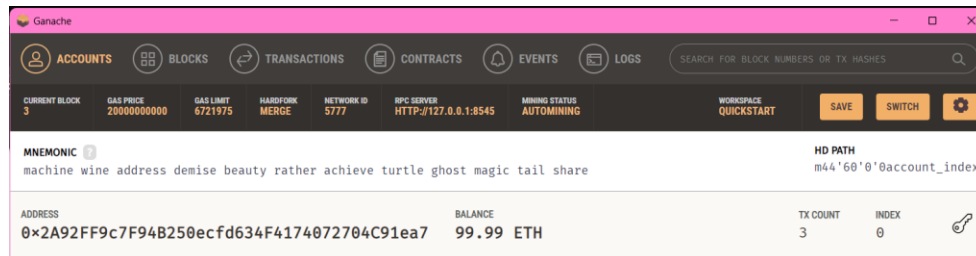 Ganache
ACCOUNTS BLOCKS TRANSACTIONS CONTRACTS EVENTS LOGS SEARCH FOR BLOCK NUMBERS OR TX HASHES
CURRENT BLOCK GAS PRICE GAS LIMIT HARDFORK NETWORK ID RPC SERVER MINING STATUS WORKSPACE
3 20000000000 6721975 MERGE 5777 HTTP://127.0.0.1:8545 AUTOMINING QUICKSTART SAVE SWITCH
MNEMONIC ? HD PATH
machine wine address demise beauty rather achieve turtle ghost magic tail share m44'60'0'0account_index
ADDRESS BALANCE TX COUNT INDEX
0×2A92FF9c7F94B250ecfd634F4174072704C91ea7 99.99 ETH 3 0